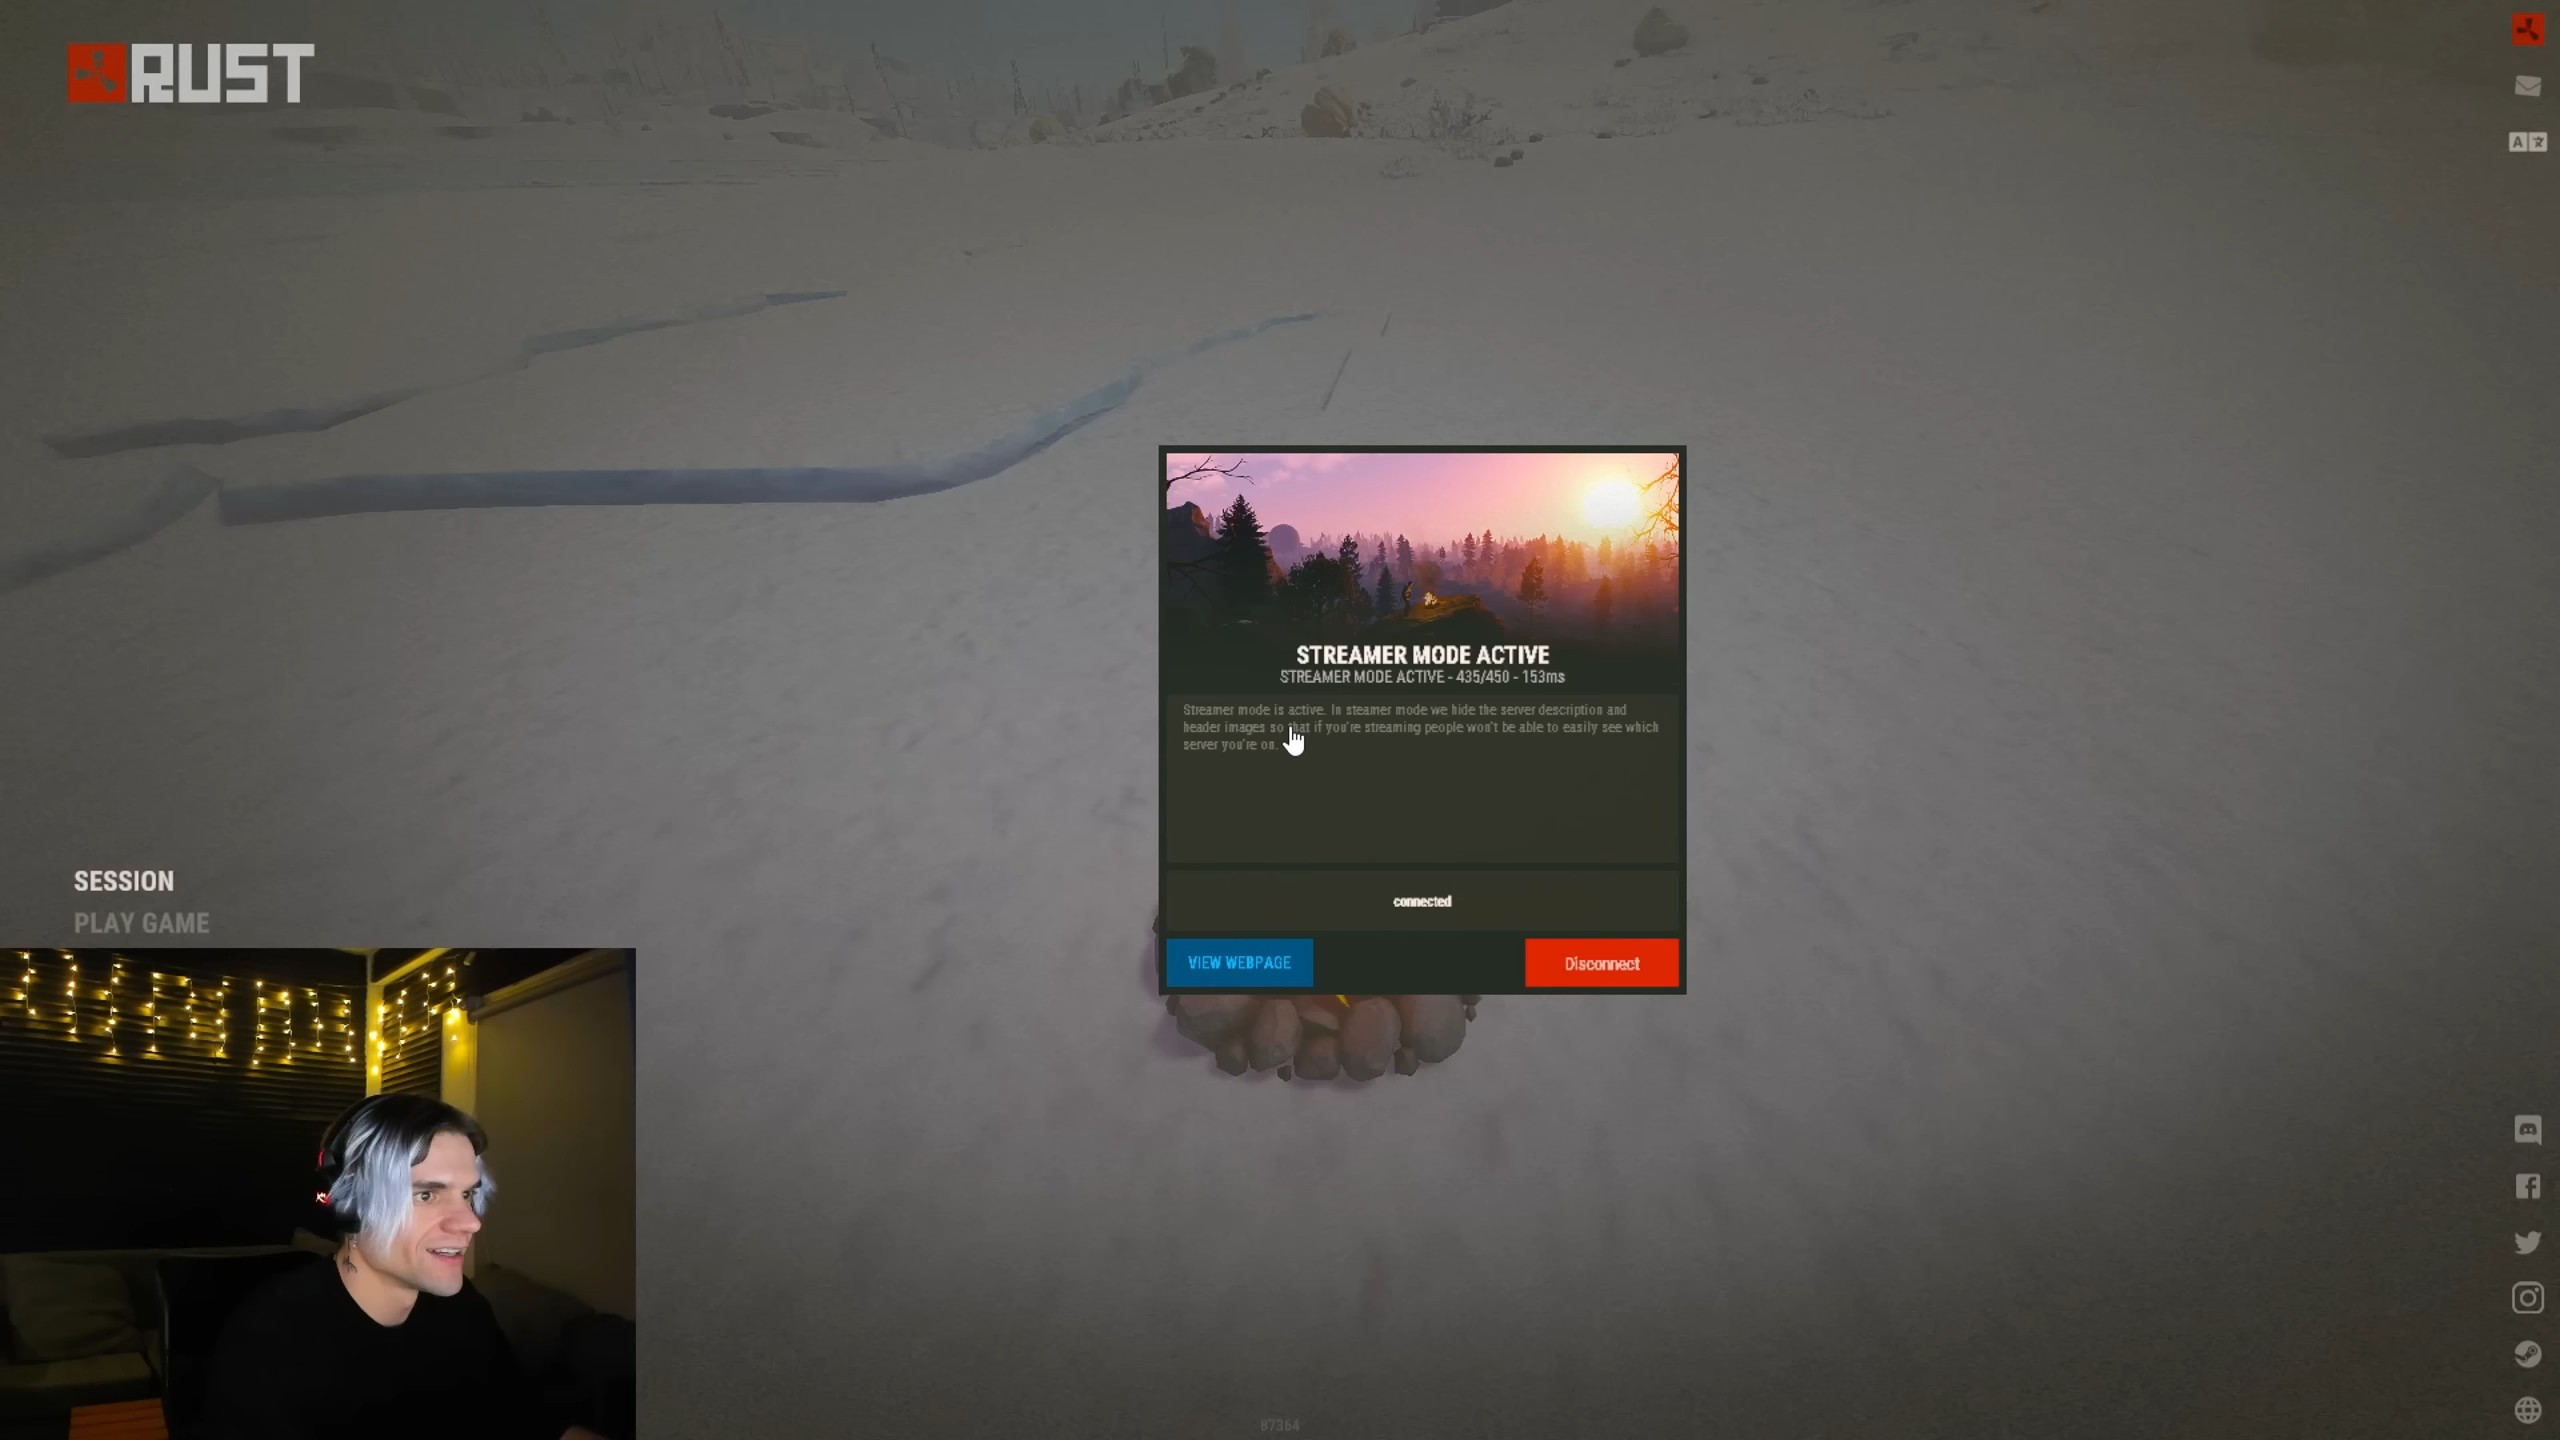 RUST
STREAMER MODE ACTIVE
STREAMER MODE ACTIVE - 435/450 - 153ms
Streamer mode is active. In steamer mode we hide the server description and
header images so that if you're streaming people won't be able to easily see which
server you're on.
SESSION
PLAY GAME
connected
VIEW WEBPAGE
Disconnect
87364